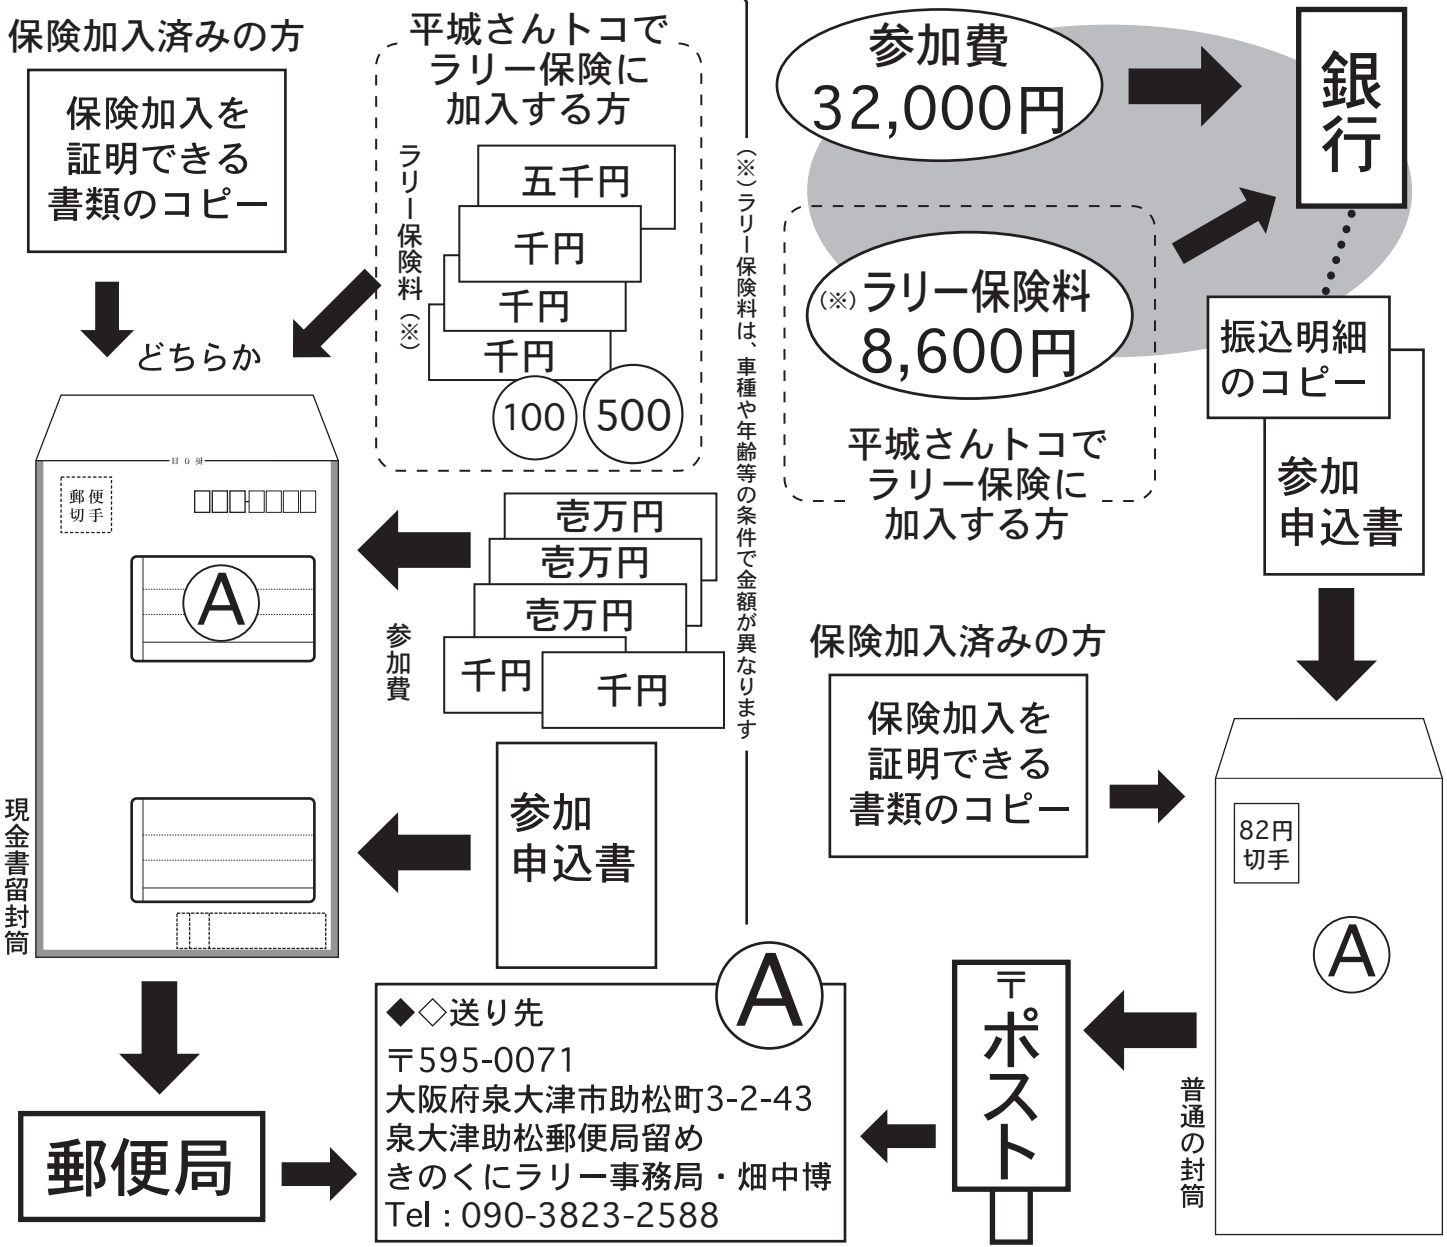 保険加入済みの方
保険加入を
証明できる
書類のコピー
どちらか
平城さんトコで
ラリー保険に
加入する方
ラリー保険料(※)
五千円
千円
千円
千円
100
500
郵便
切手
A
現金書留封筒
壱万円
壱万円
壱万円
千円
千円
参加費
参加
申込書
郵便局
(※)ラリー保険料は、車種や年齢等の条件で金額が異なります
参加費
32,000円
銀行
(※)ラリー保険料
8,600円
平城さんトコで
ラリー保険に
加入する方
振込明細
のコピー
参加
申込書
保険加入済みの方
保険加入を
証明できる
書類のコピー
82円
切手
A
普通の封筒
〒
ポスト
A
◆◇送り先
〒595-0071
大阪府泉大津市助松町3-2-43
泉大津助松郵便局留め
きのくにラリー事務局・畑中博
Tel：090-3823-2588